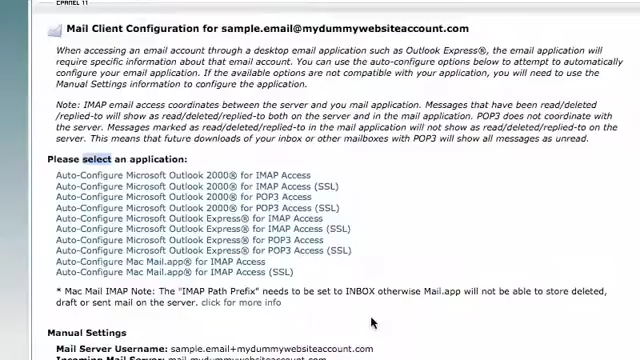 CPANEL 11
Mail Client Configuration for sample.email@mydummywebsiteaccount.com
When accessing an email account through a desktop email application such as Outlook Express®, the email application will
require specific information about that email account. You can use the auto-configure options below to attempt to automatically
configure your email application. If the available options are not compatible with your application, you will need to use the
Manual Settings information to configure the application.
Note: IMAP email access coordinates between the server and you mail application. Messages that have been read/deleted
/replied-to will show as read/deleted/replied-to both on the server and in the mail application. POP3 does not coordinate with
the server. Messages marked as read/deleted/replied-to in the mail application will not show as read/deleted/replied-to on the
server. This means that future downloads of your inbox or other mailboxes with POP3 will show all messages as unread.
Please select an application:
Auto-Configure Microsoft Outlook 2000® for IMAP Access
Auto-Configure Microsoft Outlook 2000® for IMAP Access (SSL)
Auto-Configure Microsoft Outlook 2000® for POP3 Access
Auto-Configure Microsoft Outlook 2000® for POP3 Access (SSL)
Auto-Configure Microsoft Outlook Express® for IMAP Access
Auto-Configure Microsoft Outlook Express® for IMAP Access (SSL)
Auto-Configure Microsoft Outlook Express® for POP3 Access
Auto-Configure Microsoft Outlook Express® for POP3 Access (SSL)
Auto-Configure Mac Mail.app® for IMAP Access
Auto-Configure Mac Mail.app® for IMAP Access (SSL)
* Mac Mail IMAP Note: The "IMAP Path Prefix" needs to be set to INBOX otherwise Mail.app will not be able to store deleted,
draft or sent mail on the server. click for more info
Manual Settings
Mail Server Username: sample.email+mydummywebsiteaccount.com
Incoming Mail Server: mail.mydummywebsiteaccount.com